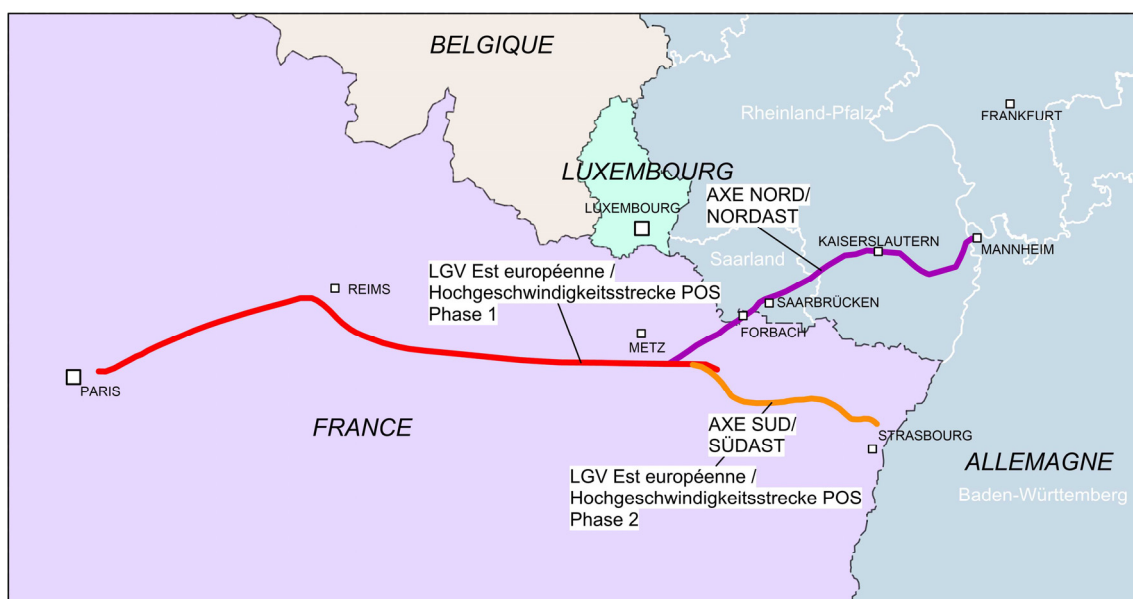 BELGIQUE
Rheinland-Pfalz
FRANKFURT
LUXEMBOURG
AXE NORD/
NORDAST
LUXEMBOURG
KAISERSLAUTERN
MANNHEIM
Saarland
LGV Est européenne /
Hochgeschwindigkeitsstrecke POS
Phase 1
REIMS
SAARBRÜCKEN
FORBACH
METZ
PARIS
FRANCE
AXE SUD/
SÜDAST
STRASBOURG
ALLEMAGNE
LGV Est européenne /
Hochgeschwindigkeitsstrecke POS
Phase 2
Baden-Württemberg